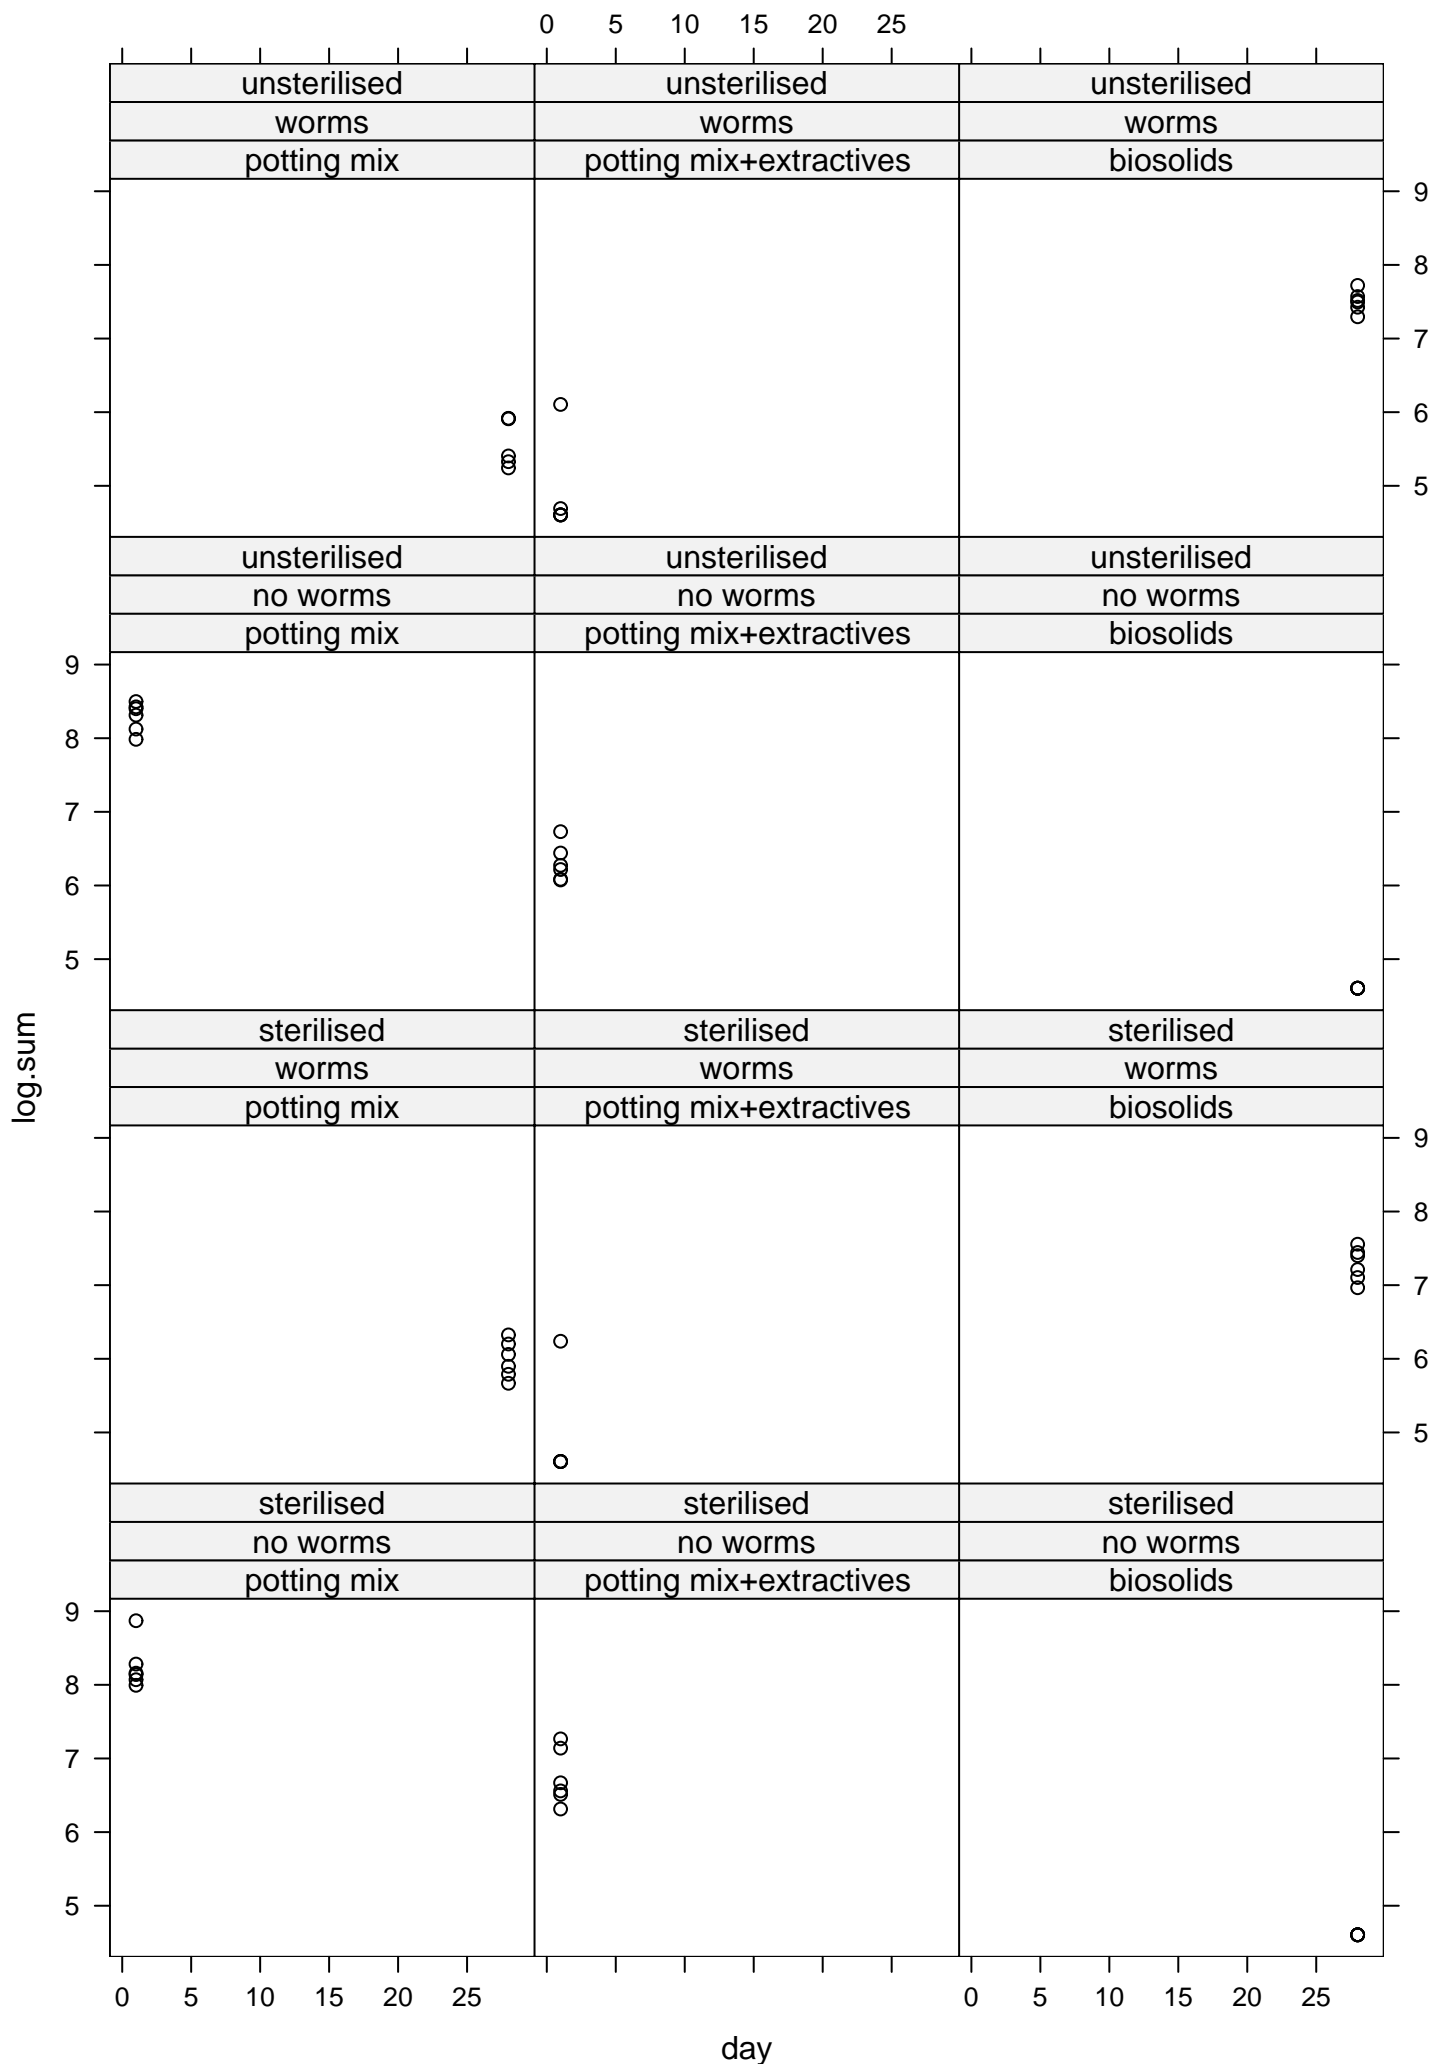 0 5 10 15 20 25
unsterilised unsterilised unsterilised
worms worms worms
potting mix potting mix+extractives biosolids
9
8
7
6
5
unsterilised unsterilised unsterilised
no worms no worms no worms
potting mix potting mix+extractives biosolids
9
8
7
6
5
log.sum
sterilised sterilised sterilised
worms worms worms
potting mix potting mix+extractives biosolids
9
8
7
6
5
sterilised sterilised sterilised
no worms no worms no worms
potting mix potting mix+extractives biosolids
9
8
7
6
5
0 5 10 15 20 25 0 5 10 15 20 25
day